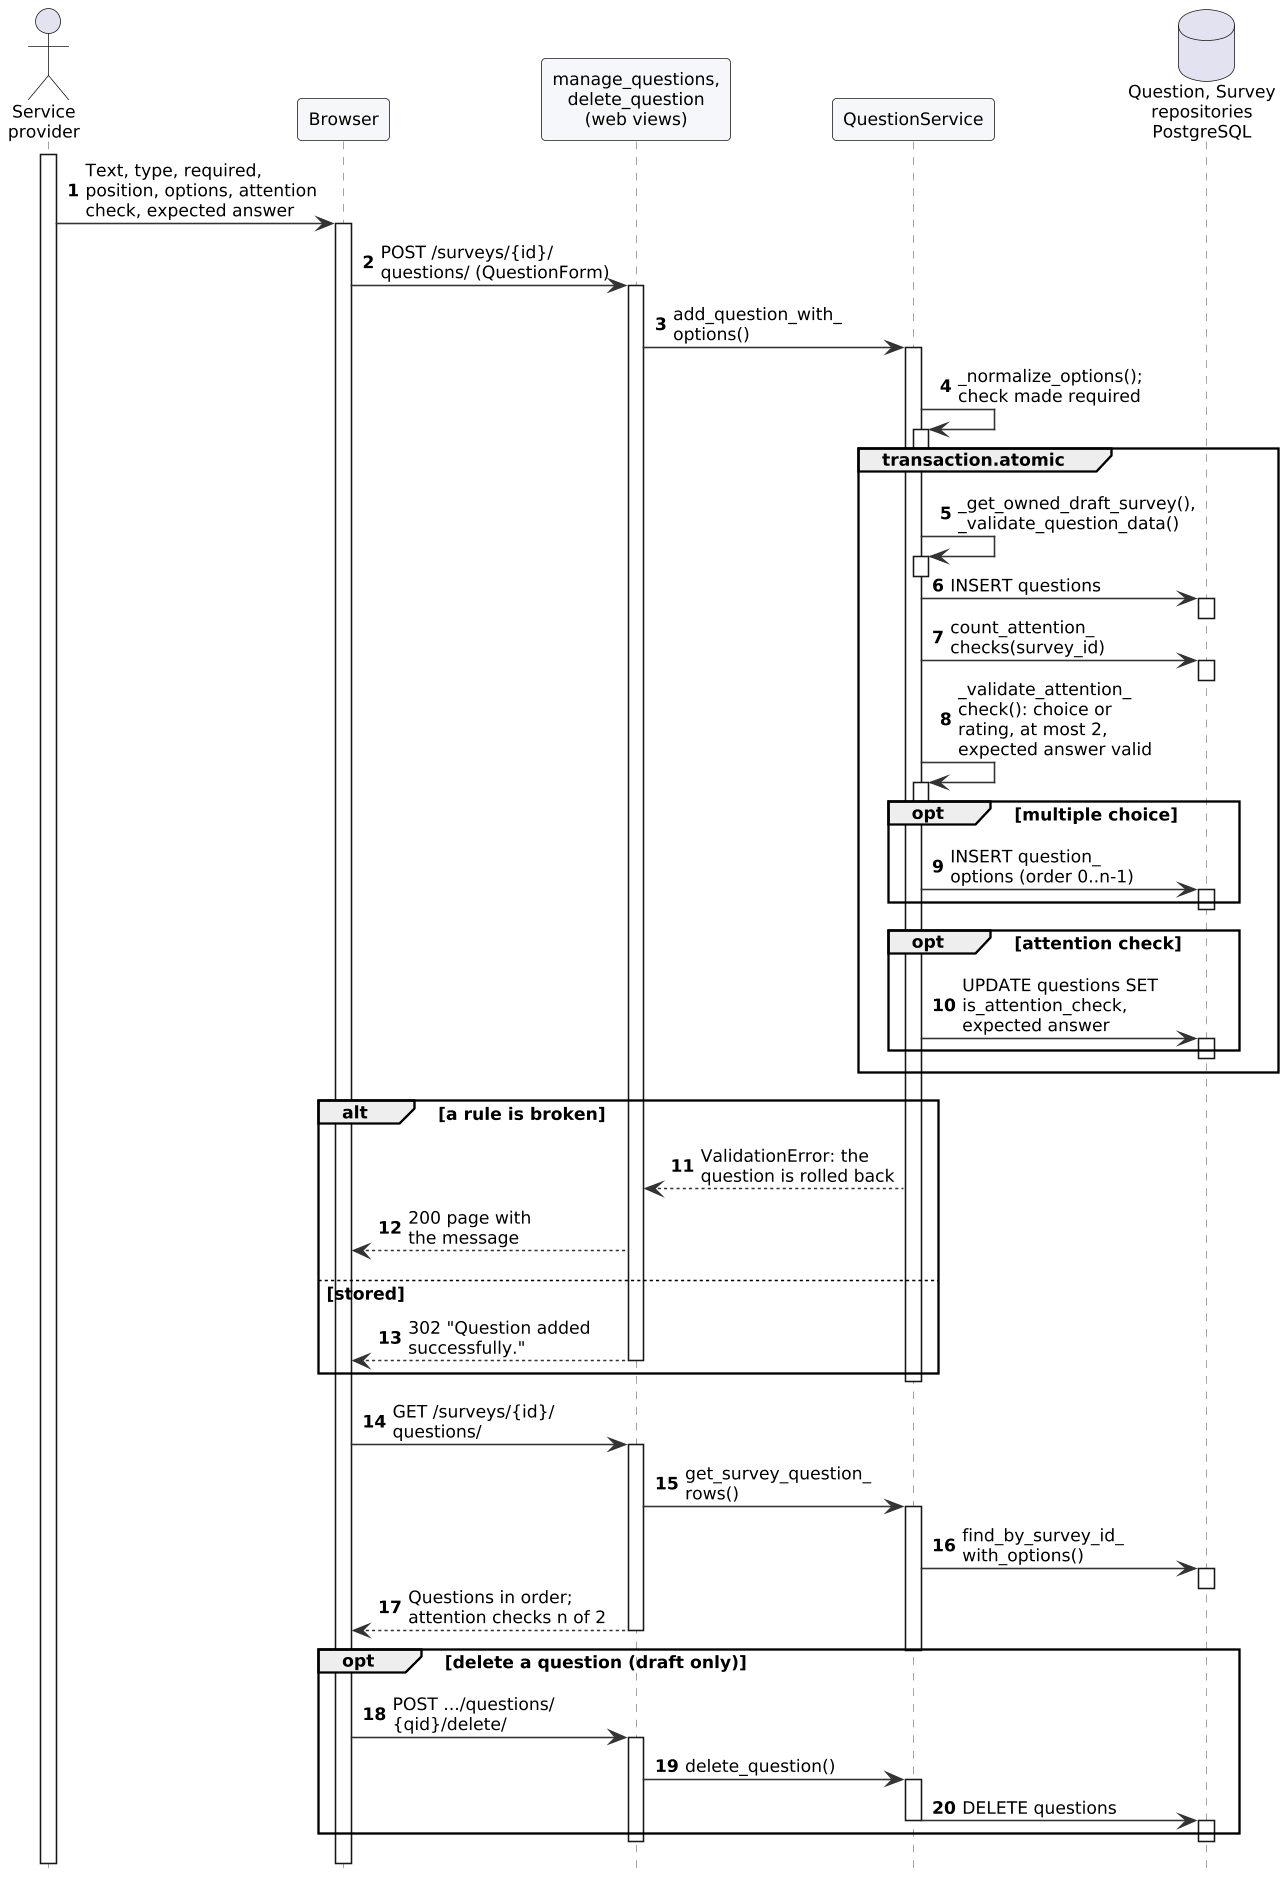 Service
provider
Browser
manage_questions,
delete_question
(web views)
QuestionService
Question, Survey
repositories
PostgreSQL
1 Text, type, required,
position, options, attention
check, expected answer
2 POST /surveys/{id}/
questions/ (QuestionForm)
3 add_question_with_
options()
4 _normalize_options();
check made required
transaction.atomic
5 _get_owned_draft_survey(),
_validate_question_data()
6 INSERT questions
7 count_attention_
checks(survey_id)
8 _validate_attention_
check(): choice or
rating, at most 2,
expected answer valid
opt [multiple choice]
9 INSERT question_
options (order 0..n-1)
opt [attention check]
10 UPDATE questions SET
is_attention_check,
expected answer
alt [a rule is broken]
11 ValidationError: the
question is rolled back
12 200 page with
the message
[stored]
13 302 "Question added
successfully."
14 GET /surveys/{id}/
questions/
15 get_survey_question_
rows()
16 find_by_survey_id_
with_options()
17 Questions in order;
attention checks n of 2
opt [delete a question (draft only)]
18 POST .../questions/
{qid}/delete/
19 delete_question()
20 DELETE questions